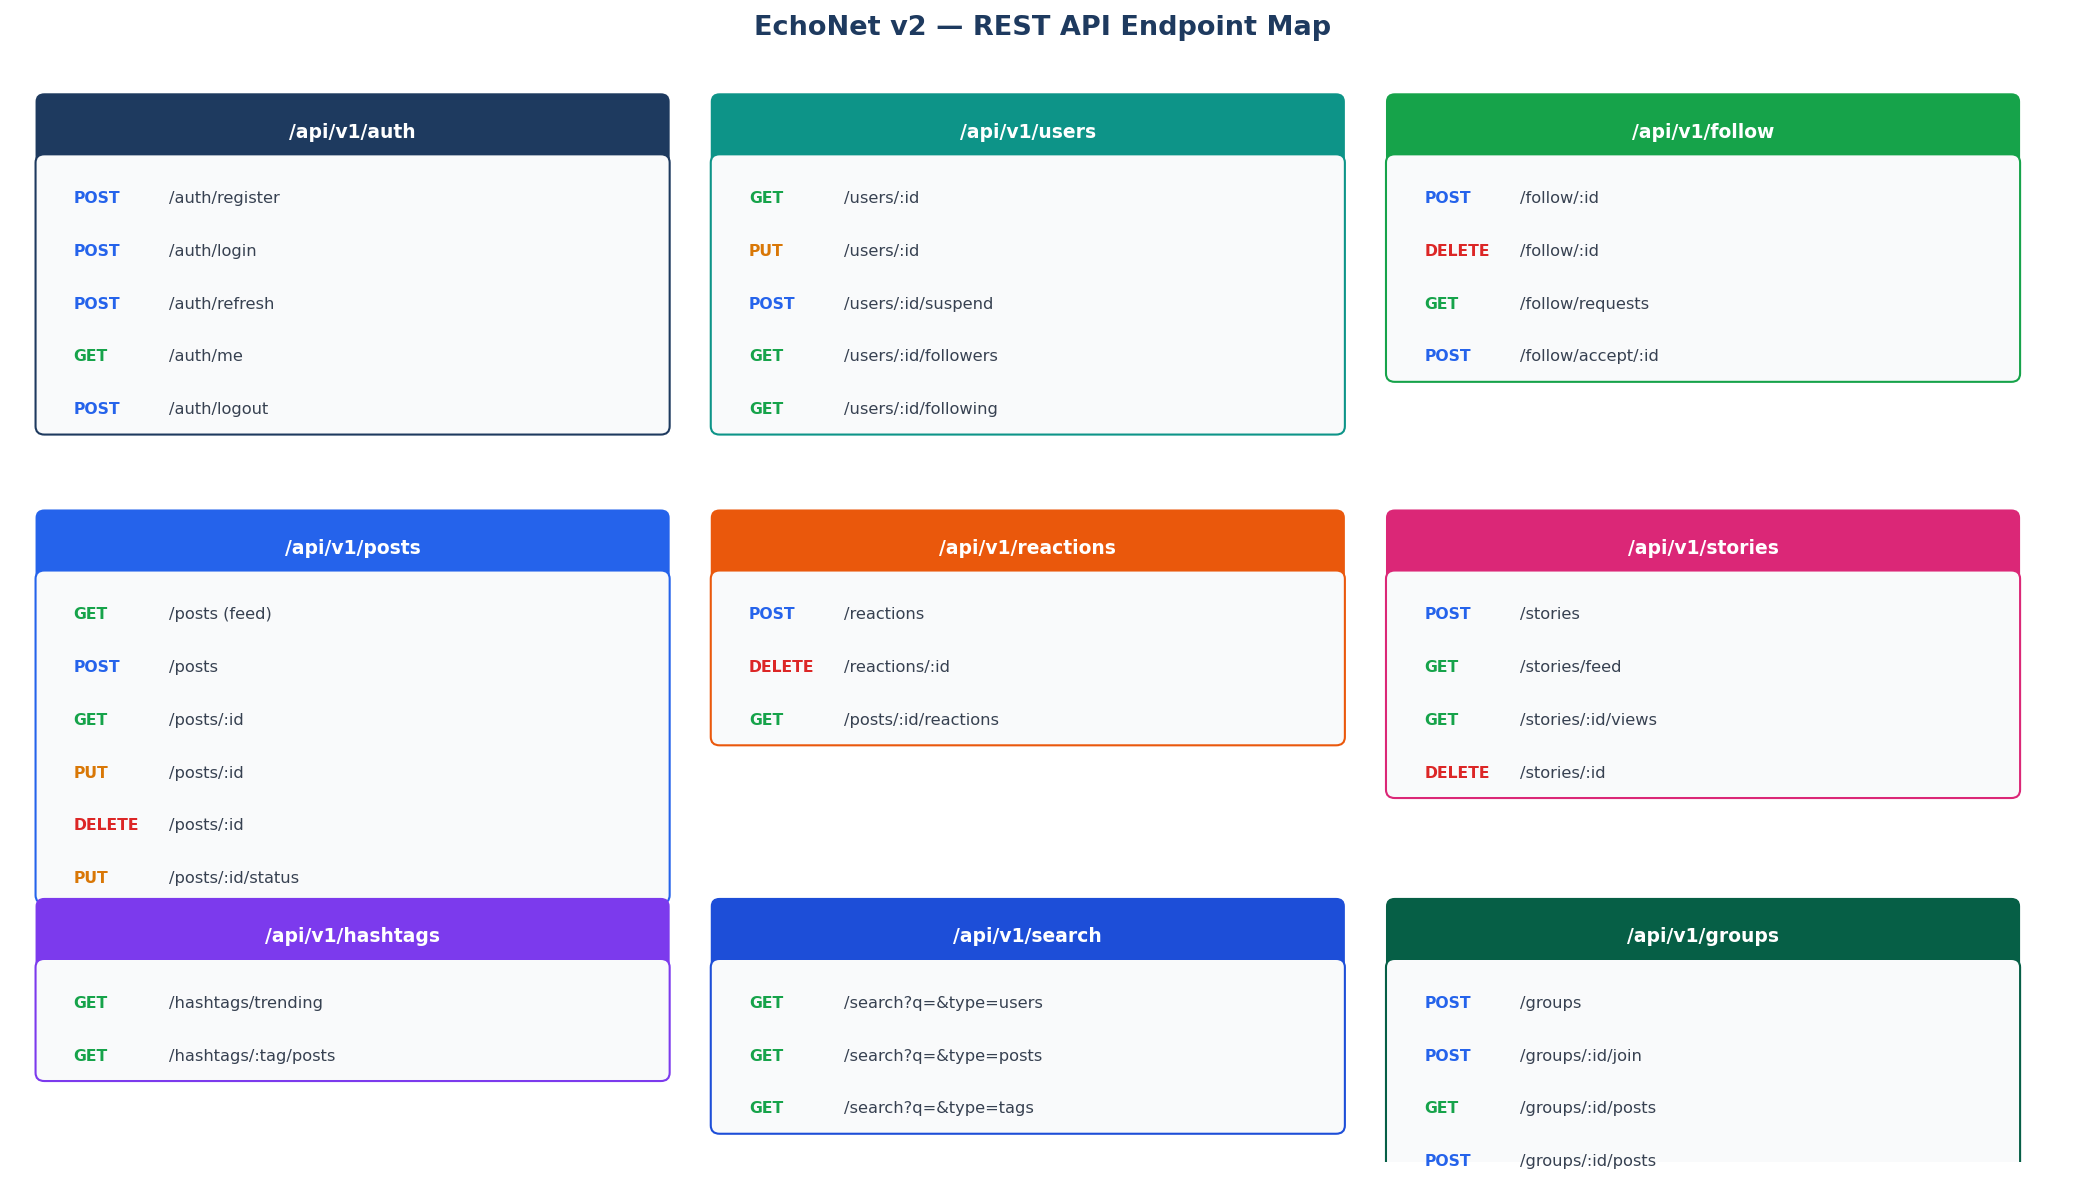 EchoNet v2 — REST API Endpoint Map
/api/v1/auth
POST /auth/register
POST /auth/login
POST /auth/refresh
GET /auth/me
POST /auth/logout
/api/v1/users
GET /users/:id
PUT /users/:id
POST /users/:id/suspend
GET /users/:id/followers
GET /users/:id/following
/api/v1/follow
POST /follow/:id
DELETE /follow/:id
GET /follow/requests
POST /follow/accept/:id
/api/v1/posts
GET /posts (feed)
POST /posts
GET /posts/:id
PUT /posts/:id
DELETE /posts/:id
PUT /posts/:id/status
/api/v1/reactions
POST /reactions
DELETE /reactions/:id
GET /posts/:id/reactions
/api/v1/stories
POST /stories
GET /stories/feed
GET /stories/:id/views
DELETE /stories/:id
/api/v1/hashtags
GET /hashtags/trending
GET /hashtags/:tag/posts
/api/v1/search
GET /search?q=&type=users
GET /search?q=&type=posts
GET /search?q=&type=tags
/api/v1/groups
POST /groups
POST /groups/:id/join
GET /groups/:id/posts
POST /groups/:id/posts